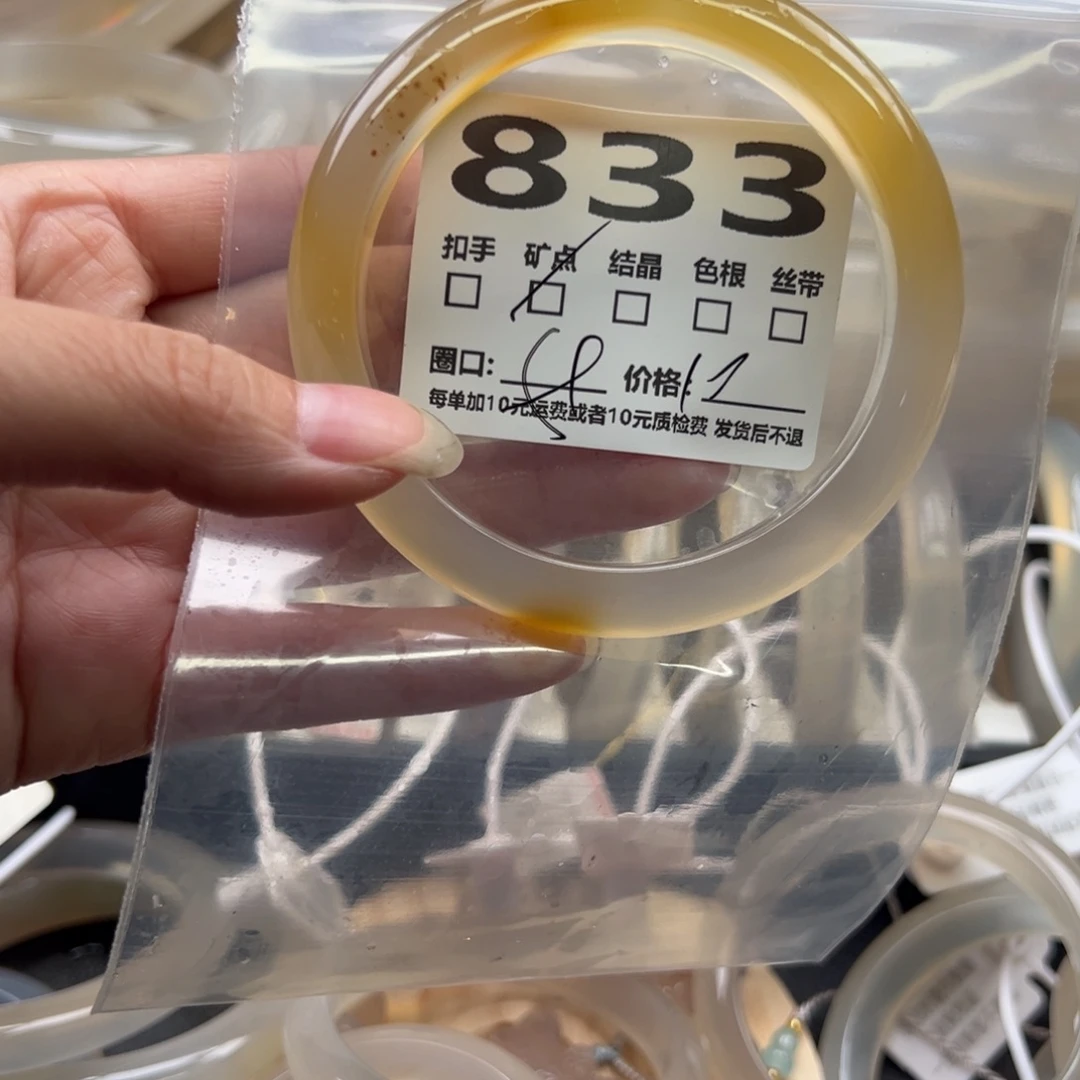 833
扣手 矿点 结晶 色根 丝带
圈口: 价格:
每单加10元运费或者10元质检费 发货后不退